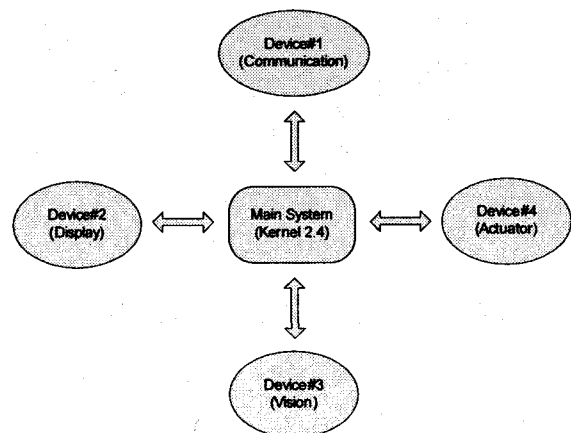 Device#1
(Communication)
Device#2
(Display)
Main System
(Kernel 2.4)
Device#4
(Actuator)
Device#3
(Vision)